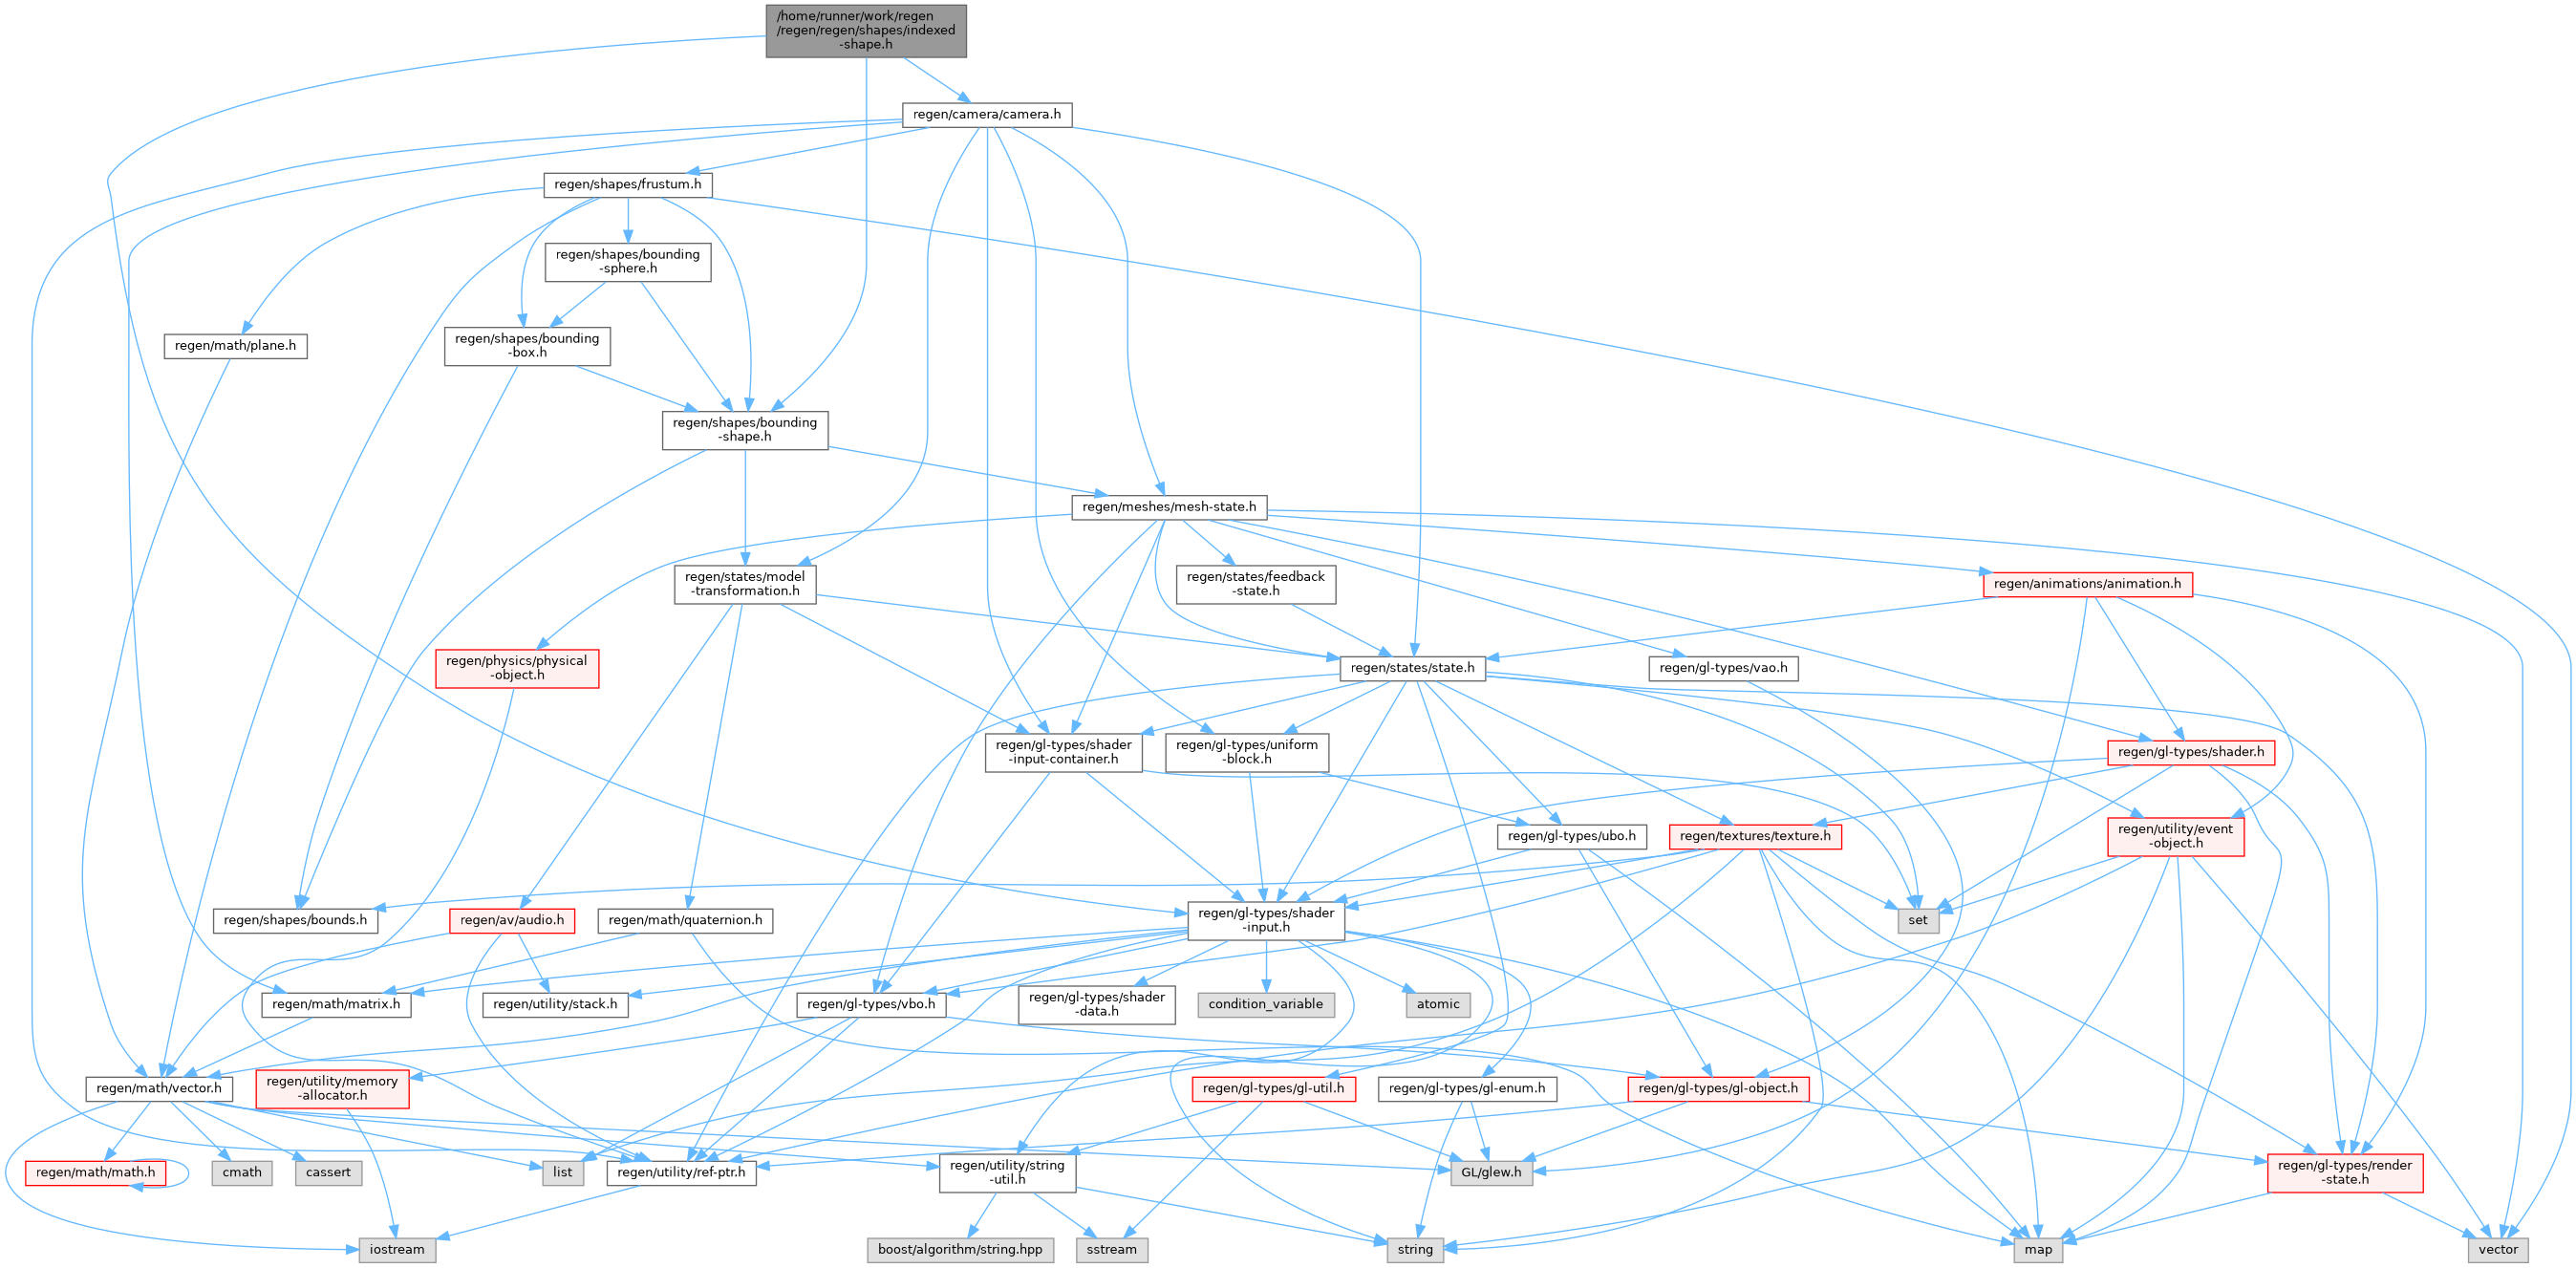 /home/runner/work/regen
/regen/regen/shapes/indexed
-shape.h
regen/camera/camera.h
regen/shapes/frustum.h
regen/shapes/bounding
-sphere.h
regen/math/plane.h
regen/shapes/bounding
-box.h
regen/shapes/bounding
-shape.h
regen/meshes/mesh-state.h
regen/states/model
-transformation.h
regen/states/feedback
-state.h
regen/animations/animation.h
regen/physics/physical
-object.h
regen/states/state.h
regen/gl-types/vao.h
regen/gl-types/shader
-input-container.h
regen/gl-types/uniform
-block.h
regen/gl-types/shader.h
regen/gl-types/ubo.h
regen/textures/texture.h
regen/utility/event
-object.h
regen/shapes/bounds.h
regen/av/audio.h
regen/math/quaternion.h
regen/gl-types/shader
-input.h
set
regen/math/matrix.h
regen/utility/stack.h
regen/gl-types/vbo.h
regen/gl-types/shader
-data.h
condition_variable
atomic
regen/math/vector.h
regen/utility/memory
-allocator.h
regen/gl-types/gl-util.h
regen/gl-types/gl-enum.h
regen/gl-types/gl-object.h
regen/math/math.h
cmath
cassert
list
regen/utility/ref-ptr.h
regen/utility/string
-util.h
GL/glew.h
regen/gl-types/render
-state.h
iostream
boost/algorithm/string.hpp
sstream
string
map
vector